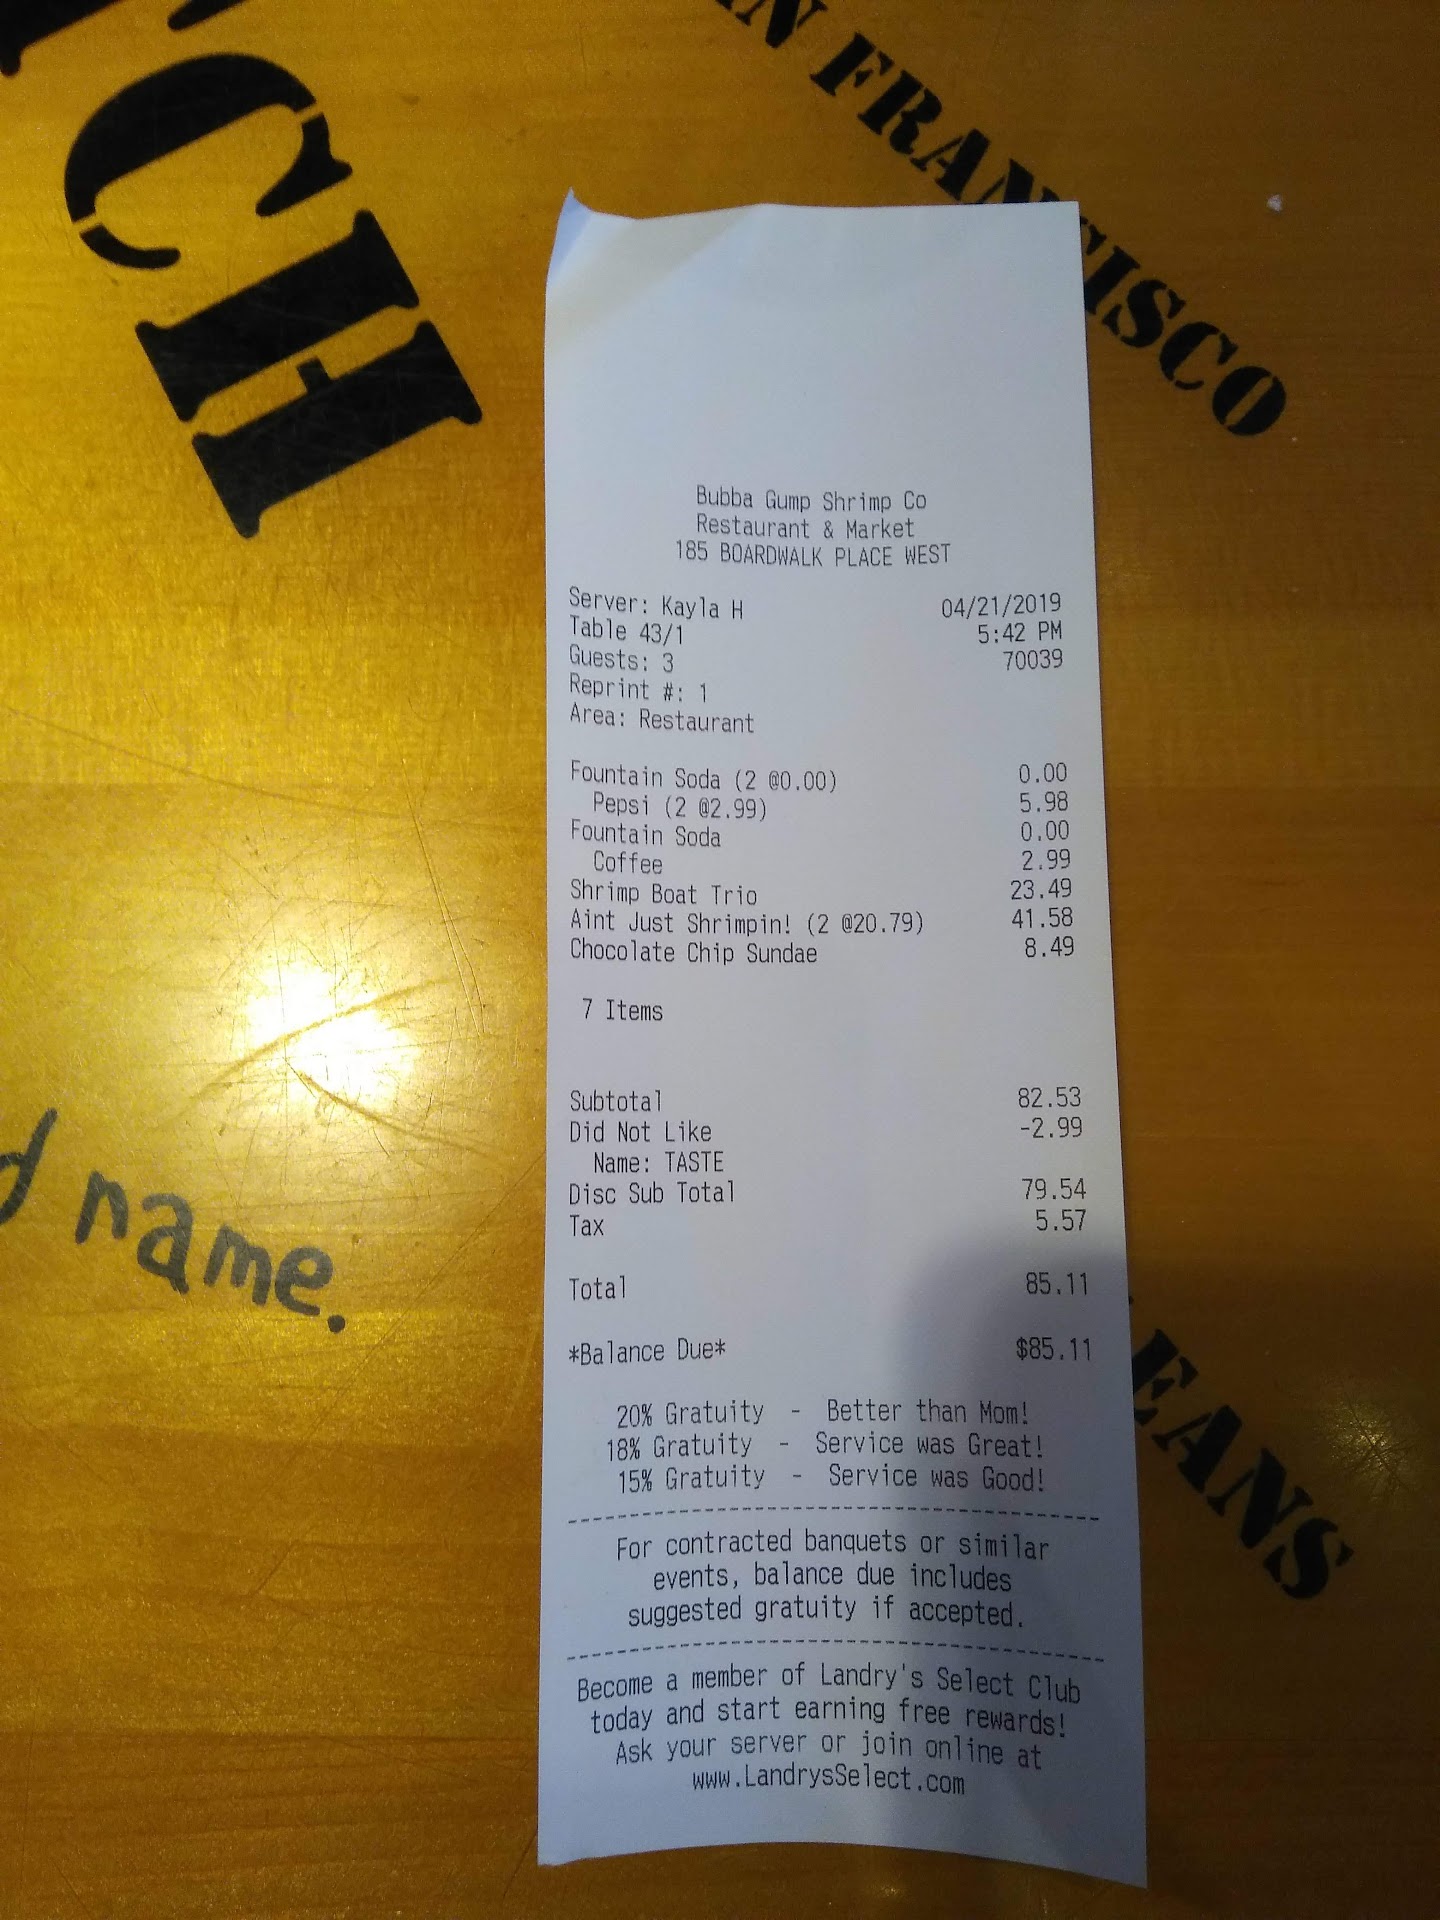 CH
N FRANCISCO
Bubba Gump Shrimp Co
Restaurant & Market
185 BOARDWALK PLACE WEST
Server: Kayla H 04/21/2019
Table 43/1 5:42 PM
Guests: 3 70039
Reprint #: 1
Area: Restaurant
Fountain Soda (2 @0.00) 0.00
Pepsi (2 @2.99) 5.98
Fountain Soda 0.00
Coffee 2.99
Shrimp Boat Trio 23.49
Aint Just Shrimpin! (2 @20.79) 41.58
Chocolate Chip Sundae 8.49
7 Items
Subtotal 82.53
Did Not Like -2.99
Name: TASTE
Disc Sub Total 79.54
Tax 5.57
Total 85.11
*Balance Due* $85.11
20% Gratuity - Better than Mom!
18% Gratuity - Service was Great!
15% Gratuity - Service was Good!
For contracted banquets or similar
events, balance due includes
suggested gratuity if accepted.
Become a member of Landry's Select Club
today and start earning free rewards!
Ask your server or join online at
www.LandrysSelect.com
d name.
EANS